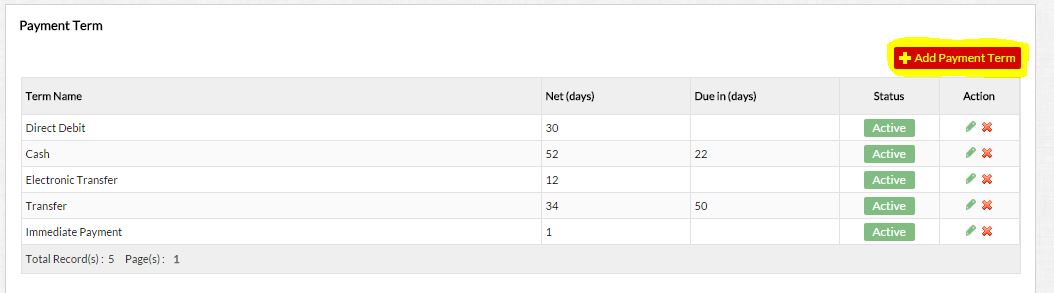 Payment Term
Add Payment Term
Term Name Net (days) Due in (days) Status Action
Direct Debit 30 Active
Cash 52 22 Active
Electronic Transfer 12 Active
Transfer 34 50 Active
Immediate Payment 1 Active
Total Record(s) : 5 Page(s) : 1